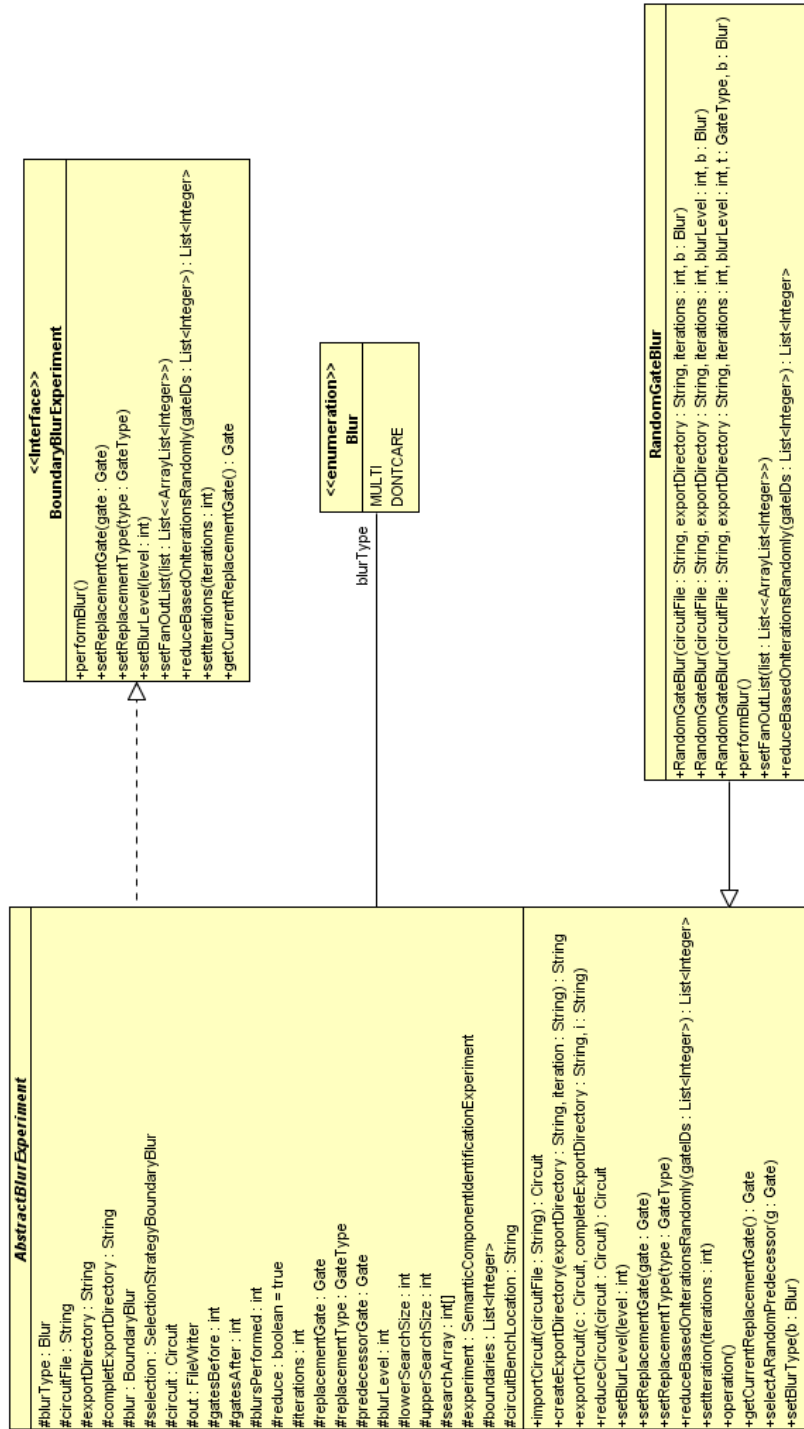 AbstractBlurExperiment
#blurType : Blur
#circuitFile : String
#exportDirectory : String
#completExportDirectory : String
#blur : BoundaryBlur
#selection : SelectionStrategyBoundaryBlur
#circuit : Circuit
#out : FileWriter
#gatesBefore : int
#gatesAfter : int
#blursPerformed : int
#reduce : boolean = true
#iterations : int
#replacementGate : Gate
#replacementType : GateType
#predecessorGate : Gate
#blurLevel : int
#lowerSearchSize : int
#upperSearchSize : int
#searchArray : int[]
#experiment : SemanticComponentIdentificationExperiment
#boundaries : List<Integer>
#circuitBenchLocation : String
+importCircuit(circuitFile : String) : Circuit
+createExportDirectory(exportDirectory : String, iteration : String) : String
+exportCircuit(c : Circuit, completeExportDirectory : String, i : String)
+reduceCircuit(circuit : Circuit) : Circuit
+setBlurLevel(level : int)
+setReplacementGate(gate : Gate)
+setReplacementType(type : GateType)
+reduceBasedOnIterationsRandomly(gateIDs : List<Integer>) : List<Integer>
+setIteration(iterations : int)
+operation()
+getCurrentReplacementGate() : Gate
+selectARandomPredecessor(g : Gate)
+setBlurType(b : Blur)
<<Interface>>
BoundaryBlurExperiment
+performBlur()
+setReplacementGate(gate : Gate)
+setReplacementType(type : GateType)
+setBlurLevel(level : int)
+setFanOutList(list : List<<ArrayList<Integer>>)
+reduceBasedOnIterationsRandomly(gateIDs : List<Integer>) : List<Integer>
+setIterations(iterations : int)
+getCurrentReplacementGate() : Gate
blurType
<<enumeration>>
Blur
MULTI
DONTCARE
RandomGateBlur
+RandomGateBlur(circuitFile : String, exportDirectory : String, iterations : int, b : Blur)
+RandomGateBlur(circuitFile : String, exportDirectory : String, iterations : int, blurLevel : int, b : Blur)
+RandomGateBlur(circuitFile : String, exportDirectory : String, iterations : int, blurLevel : int, t : GateType, b : Blur)
+performBlur()
+setFanOutList(list : List<<ArrayList<Integer>>)
+reduceBasedOnIterationsRandomly(gateIDs : List<Integer>) : List<Integer>